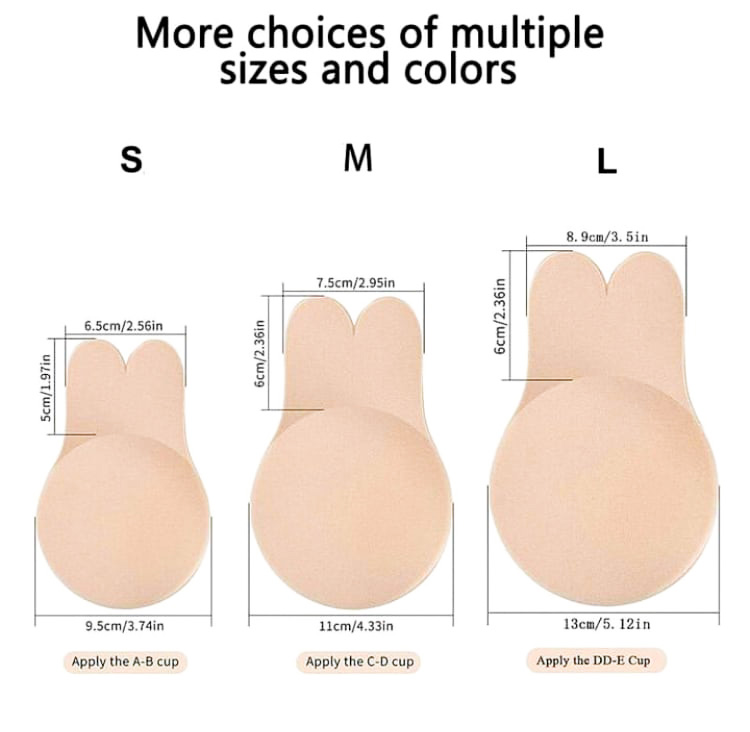 More choices of multiple
sizes and colors
S
M
L
6.5cm/2.56in
5cm/1.97in
9.5cm/3.74in
Apply the A-B cup
7.5cm/2.95in
6cm/2.36in
11cm/4.33in
Apply the C-D cup
8.9cm/3.5in
6cm/2.36in
13cm/5.12in
Apply the DD-E Cup